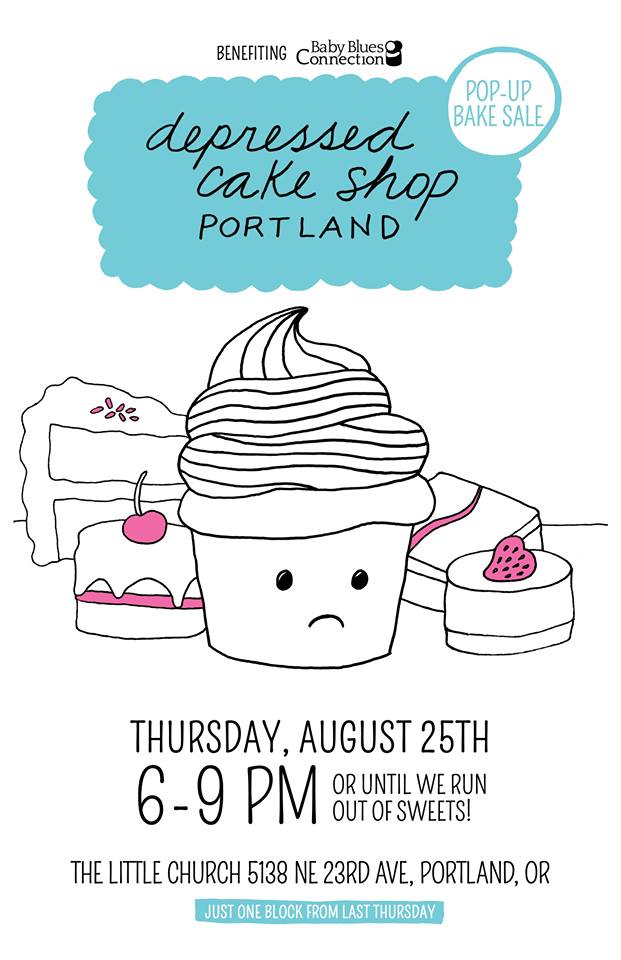 BENEFITING Baby Blues
Connection
POP-UP
BAKE SALE
depressed
cake shop
PORTLAND
THURSDAY, AUGUST 25TH
6-9 PM OR UNTIL WE RUN
OUT OF SWEETS!
THE LITTLE CHURCH 5138 NE 23RD AVE, PORTLAND, OR
JUST ONE BLOCK FROM LAST THURSDAY